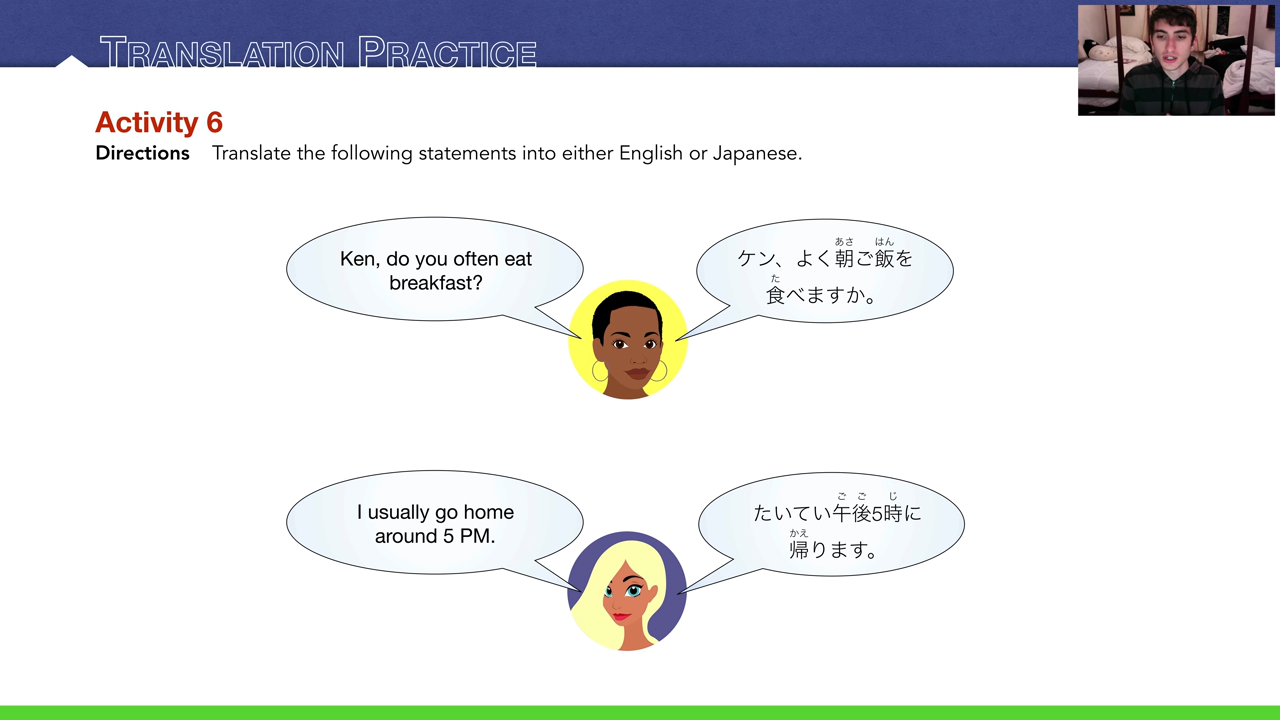 TRANSLATION PRACTICE
Activity 6
Directions Translate the following statements into either English or Japanese.
Ken, do you often eat
breakfast?
あさ はん
ケン、よく朝ご飯を
た
食べますか。
I usually go home
around 5 PM.
ご ご じ
たいてい午後5時に
かえ
帰ります。